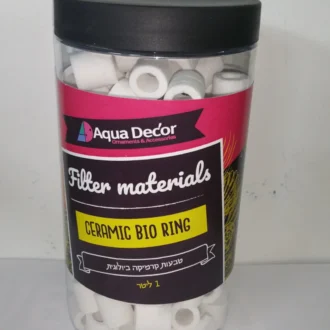 Aqua Decor
Ornaments & Accessories
Filter materials
CERAMIC BIO RING
טבעות קרמיקה ביולוגית
1 ליטר